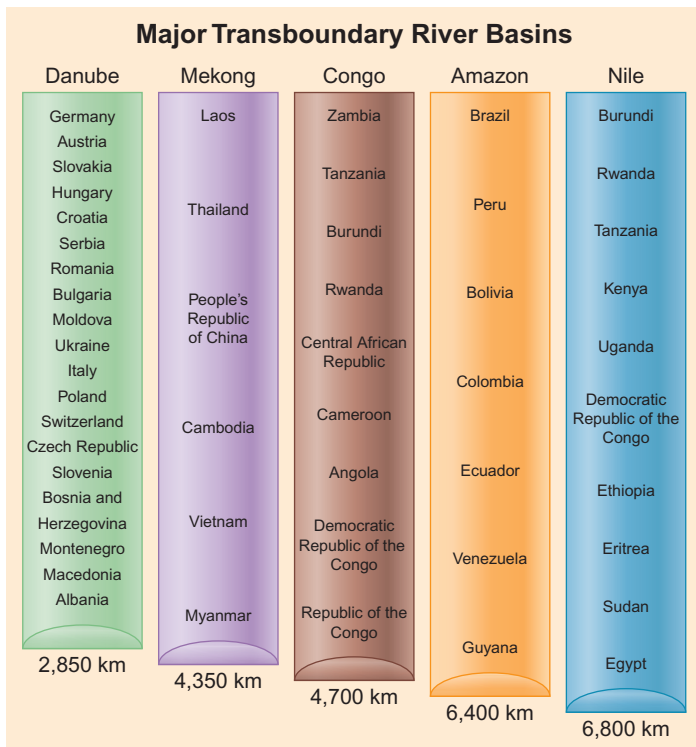 Major Transboundary River Basins
Danube
Germany
Austria
Slovakia
Hungary
Croatia
Serbia
Romania
Bulgaria
Moldova
Ukraine
Italy
Poland
Switzerland
Czech Republic
Slovenia
Bosnia and
Herzegovina
Montenegro
Macedonia
Albania
2,850 km
Mekong
Laos
Thailand
People's
Republic
of China
Cambodia
Vietnam
Myanmar
4,350 km
Congo
Zambia
Tanzania
Burundi
Rwanda
Central African
Republic
Cameroon
Angola
Democratic
Republic of the
Congo
Republic of the
Congo
4,700 km
Amazon
Brazil
Peru
Bolivia
Colombia
Ecuador
Venezuela
Guyana
6,400 km
Nile
Burundi
Rwanda
Tanzania
Kenya
Uganda
Democratic
Republic of the
Congo
Ethiopia
Eritrea
Sudan
Egypt
6,800 km